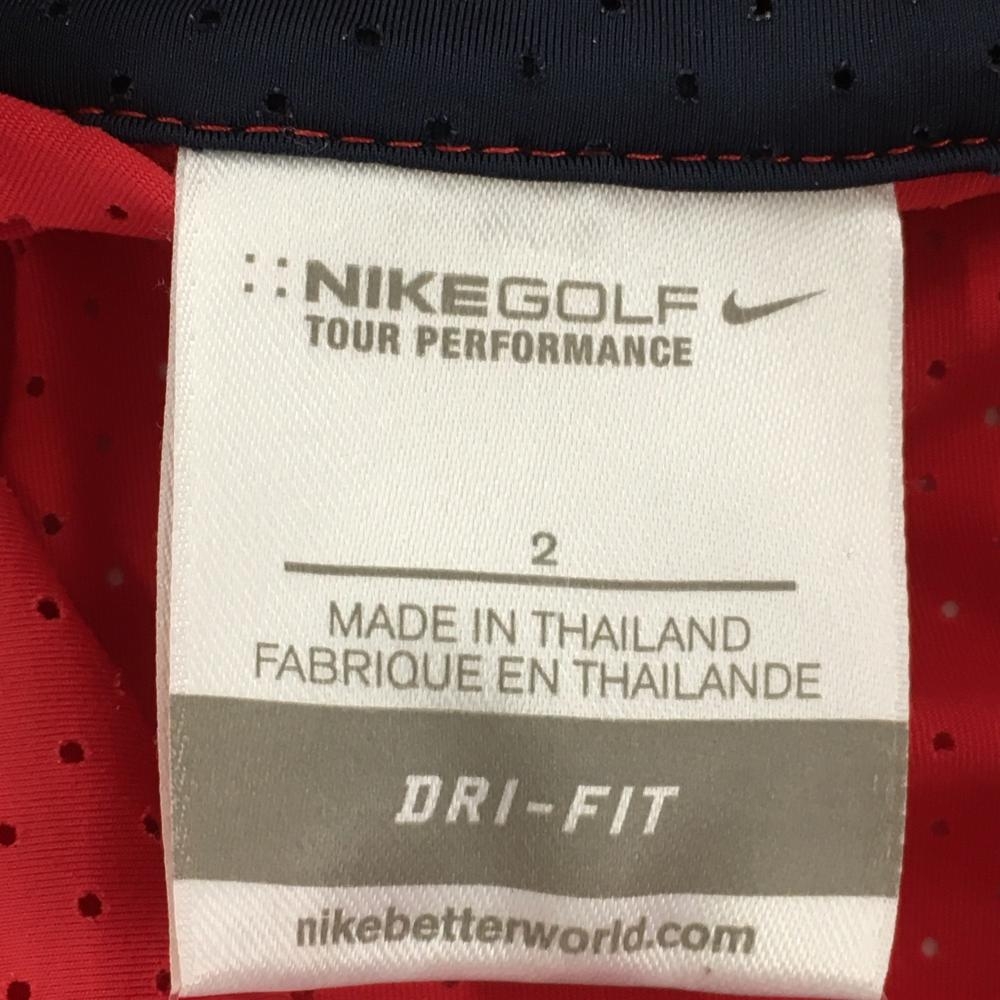 NIKEGOLF
TOUR PERFORMANCE
2
MADE IN THAILAND
FABRIQUE EN THAILANDE
DRI-FIT
nikebetterworld.com